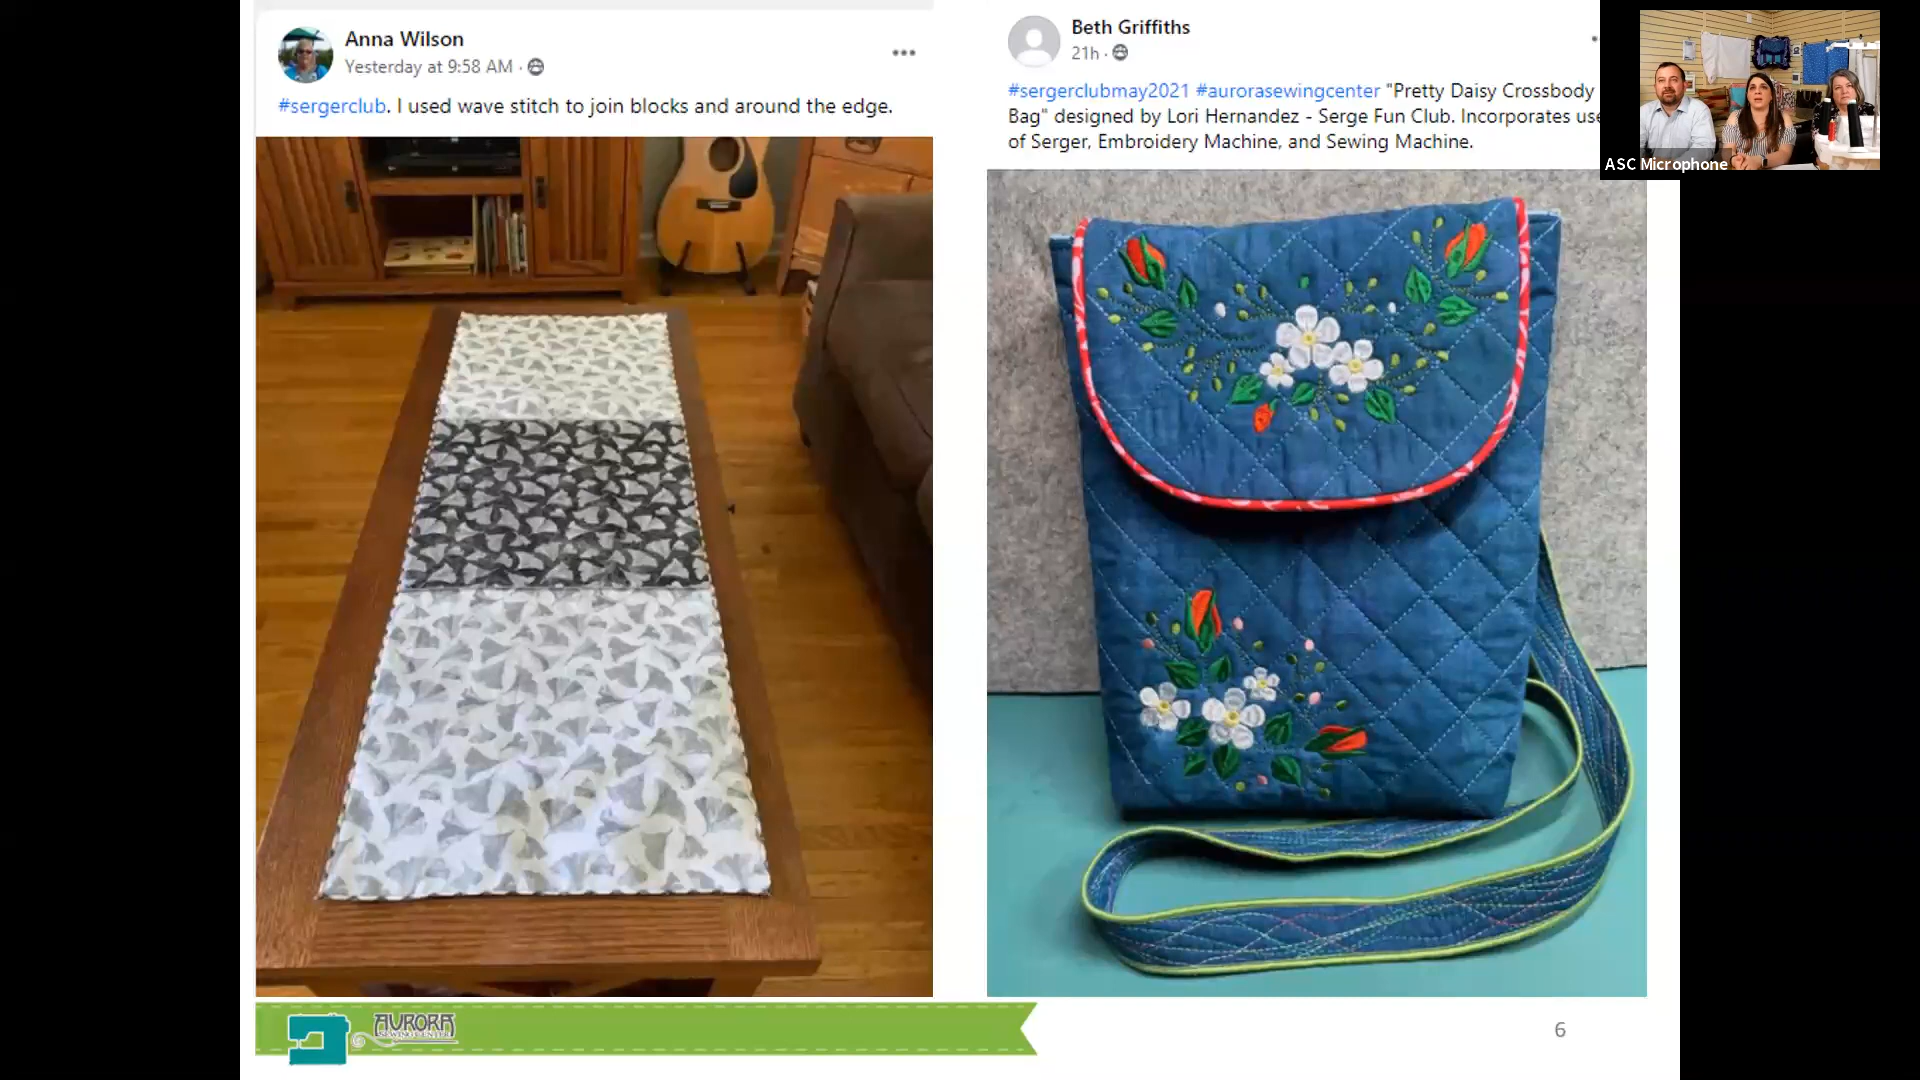 Anna Wilson
Yesterday at 9:58 AM ·
#sergerclub. I used wave stitch to join blocks and around the edge.
Beth Griffiths
21h ·
#sergerclubmay2021 #aurorasewingcenter "Pretty Daisy Crossbody
Bag" designed by Lori Hernandez - Serge Fun Club. Incorporates use
of Serger, Embroidery Machine, and Sewing Machine.
ASC Microphone
AURORA
SEWING CENTER
6